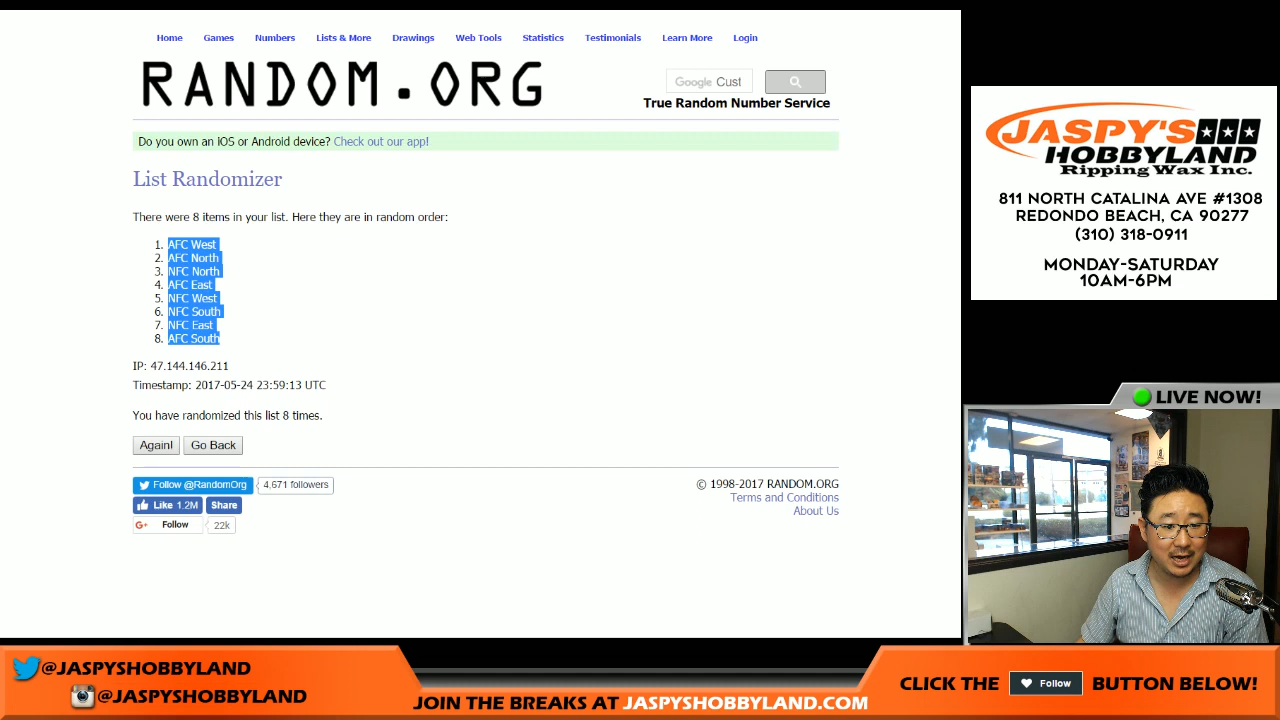 Home Games Numbers Lists & More Drawings Web Tools Statistics Testimonials Learn More Login
RANDOM.ORG
Google Cust
True Random Number Service
Do you own an iOS or Android device? Check out our app!
List Randomizer
There were 8 items in your list. Here they are in random order:
1. AFC West
2. AFC North
3. NFC North
4. AFC East
5. NFC West
6. NFC South
7. NFC East
8. AFC South
IP: 47.144.146.211
Timestamp: 2017-05-24 23:59:13 UTC
You have randomized this list 8 times.
Again! Go Back
Follow @RandomOrg 4,671 followers
Like 1.2M Share
G+ Follow 22k
© 1998-2017 RANDOM.ORG
Terms and Conditions
About Us
JASPY'S
HOBBYLAND
Ripping Wax Inc.
811 NORTH CATALINA AVE #1308
REDONDO BEACH, CA 90277
(310) 318-0911
MONDAY-SATURDAY
10AM-6PM
LIVE NOW!
@JASPYSHOBBYLAND
@JASPYSHOBBYLAND
JOIN THE BREAKS AT JASPYSHOBBYLAND.COM
CLICK THE Follow BUTTON BELOW!